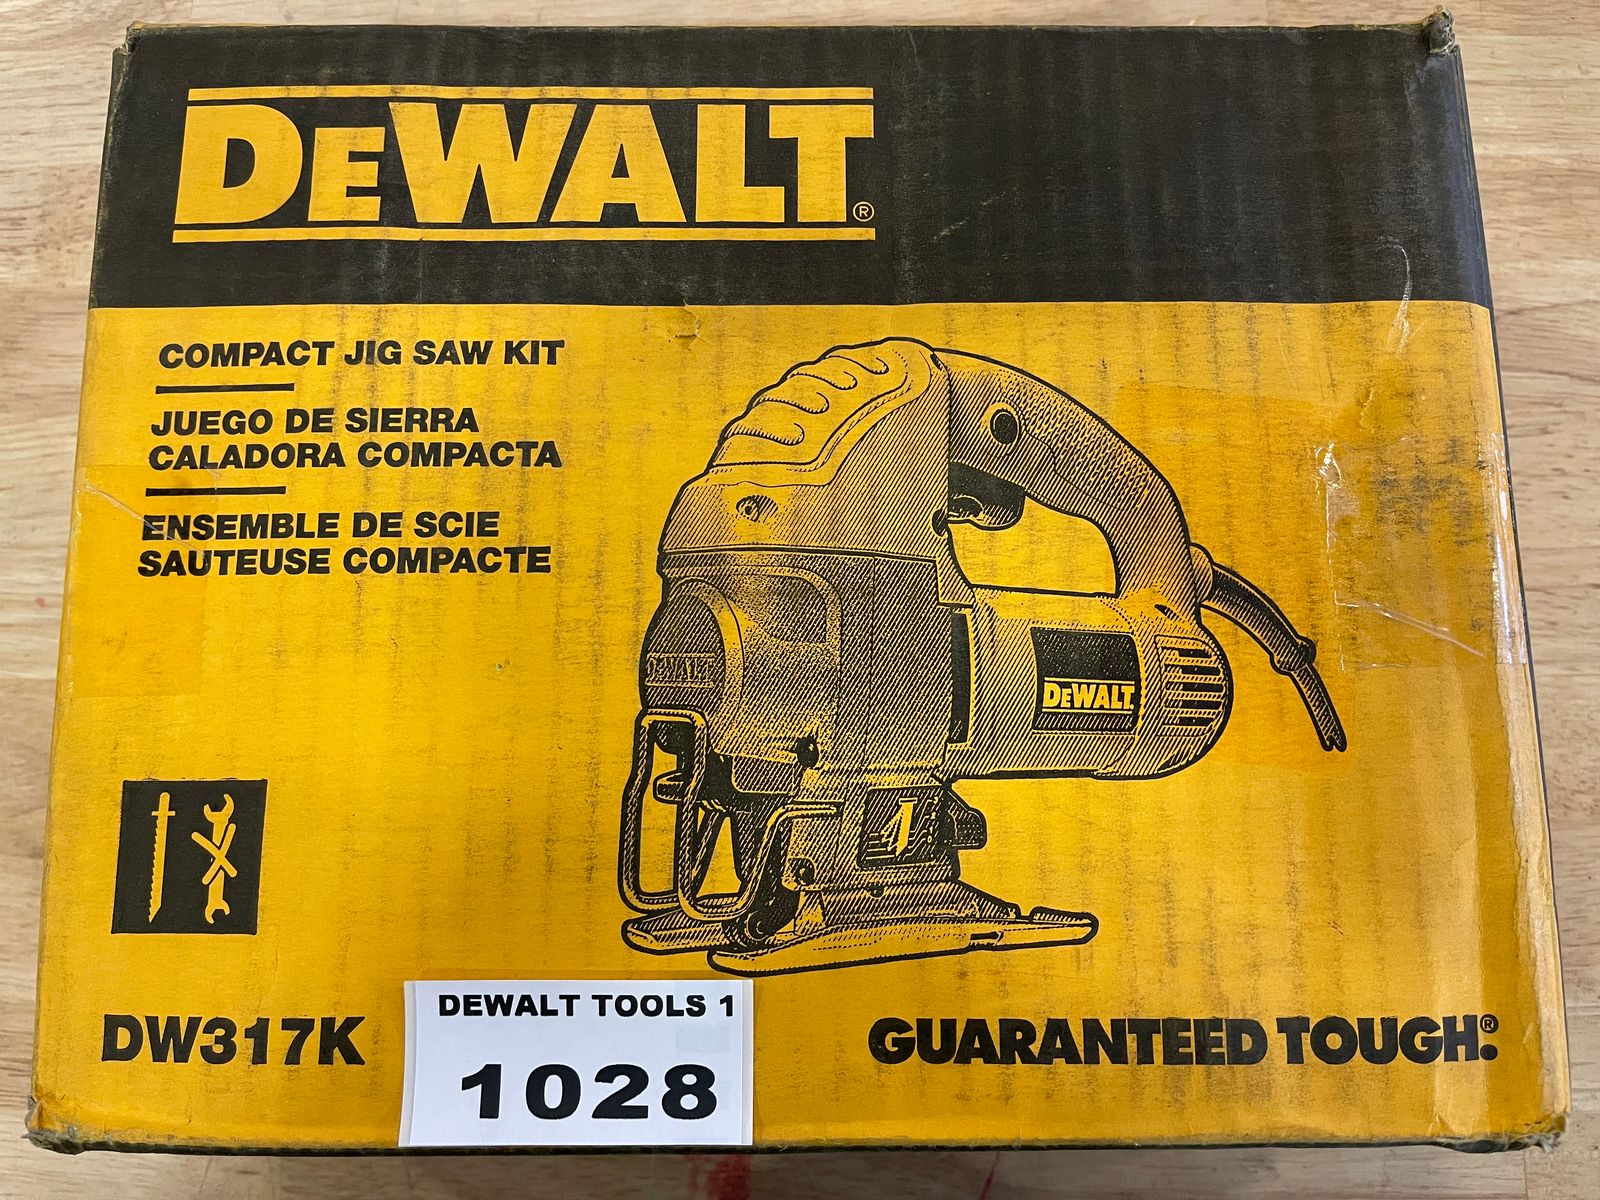 DEWALT®
COMPACT JIG SAW KIT
JUEGO DE SIERRA
CALADORA COMPACTA
ENSEMBLE DE SCIE
SAUTEUSE COMPACTE
DEWALT
DEWALT
DW317K
DEWALT TOOLS 1
1028
GUARANTEED TOUGH.®